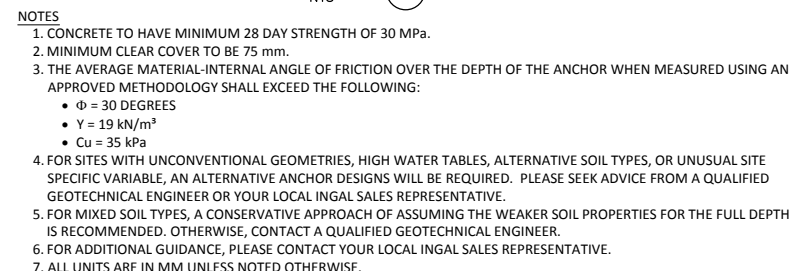 NOTES
1. CONCRETE TO HAVE MINIMUM 28 DAY STRENGTH OF 30 MPa.
2. MINIMUM CLEAR COVER TO BE 75 mm.
3. THE AVERAGE MATERIAL-INTERNAL ANGLE OF FRICTION OVER THE DEPTH OF THE ANCHOR WHEN MEASURED USING AN
APPROVED METHODOLOGY SHALL EXCEED THE FOLLOWING:
• Φ = 30 DEGREES
• Y = 19 kN/m³
• Cu = 35 kPa
4. FOR SITES WITH UNCONVENTIONAL GEOMETRIES, HIGH WATER TABLES, ALTERNATIVE SOIL TYPES, OR UNUSUAL SITE
SPECIFIC VARIABLE, AN ALTERNATIVE ANCHOR DESIGNS WILL BE REQUIRED. PLEASE SEEK ADVICE FROM A QUALIFIED
GEOTECHNICAL ENGINEER OR YOUR LOCAL INGAL SALES REPRESENTATIVE.
5. FOR MIXED SOIL TYPES, A CONSERVATIVE APPROACH OF ASSUMING THE WEAKER SOIL PROPERTIES FOR THE FULL DEPTH
IS RECOMMENDED. OTHERWISE, CONTACT A QUALIFIED GEOTECHNICAL ENGINEER.
6. FOR ADDITIONAL GUIDANCE, PLEASE CONTACT YOUR LOCAL INGAL SALES REPRESENTATIVE.
7. ALL UNITS ARE IN MM UNLESS NOTED OTHERWISE.